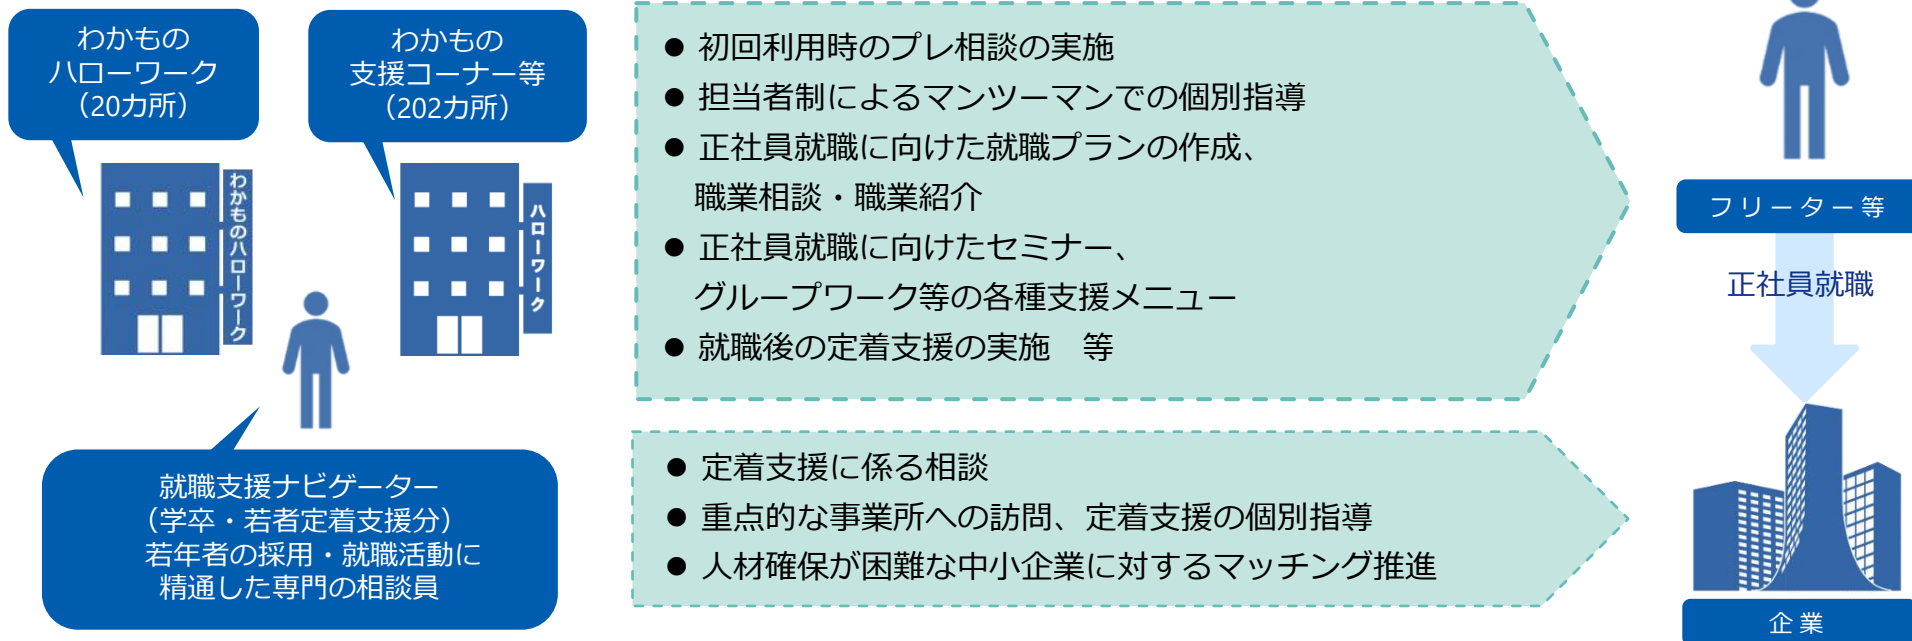 わかもの
ハローワーク
（20カ所）
わかもの
支援コーナー等
（202カ所）
わかものハローワーク
ハローワーク
就職支援ナビゲーター
（学卒・若者定着支援分）
若年者の採用・就職活動に
精通した専門の相談員
● 初回利用時のプレ相談の実施
● 担当者制によるマンツーマンでの個別指導
● 正社員就職に向けた就職プランの作成、
職業相談・職業紹介
● 正社員就職に向けたセミナー、
グループワーク等の各種支援メニュー
● 就職後の定着支援の実施　等
● 定着支援に係る相談
● 重点的な事業所への訪問、定着支援の個別指導
● 人材確保が困難な中小企業に対するマッチング推進
フリーター等
正社員就職
企業